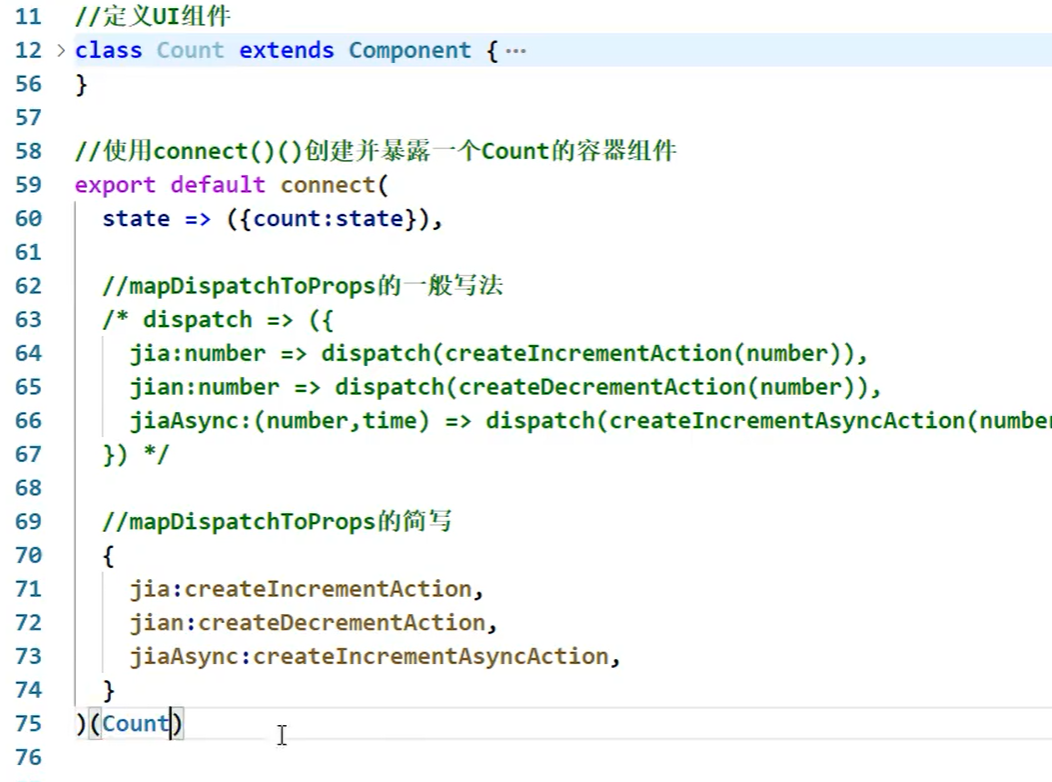 11 //定义UI组件
12 > class Count extends Component { ···
56 }
57
58 //使用connect()()创建并暴露一个Count的容器组件
59 export default connect(
60 state => ({count:state}),
61
62 //mapDispatchToProps的一般写法
63 /* dispatch => ({
64 jia:number => dispatch(createIncrementAction(number)),
65 jian:number => dispatch(createDecrementAction(number)),
66 jiaAsync:(number,time) => dispatch(createIncrementAsyncAction(number
67 }) */
68
69 //mapDispatchToProps的简写
70 {
71 jia:createIncrementAction,
72 jian:createDecrementAction,
73 jiaAsync:createIncrementAsyncAction,
74 }
75 )(Count)
76